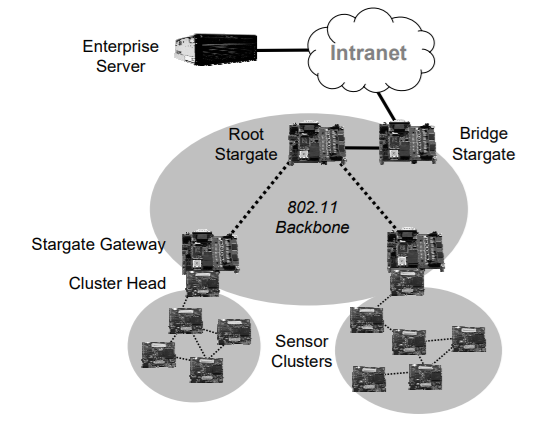 Enterprise
Server
Intranet
Root
Stargate
Bridge
Stargate
802.11
Backbone
Stargate Gateway
Cluster Head
Sensor
Clusters